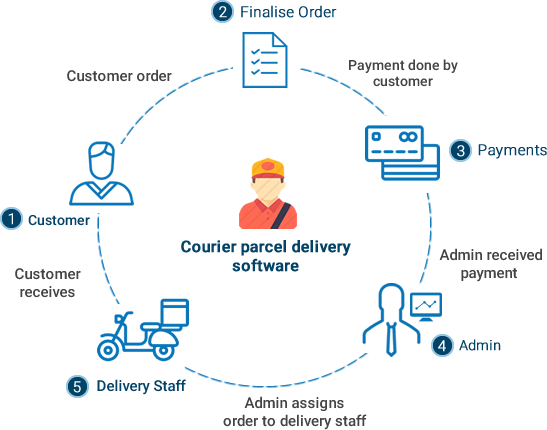 2 Finalise Order
Customer order
Payment done by
customer
3 Payments
1 Customer
Courier parcel delivery
software
Admin received
payment
Customer
receives
4 Admin
5 Delivery Staff
Admin assigns
order to delivery staff